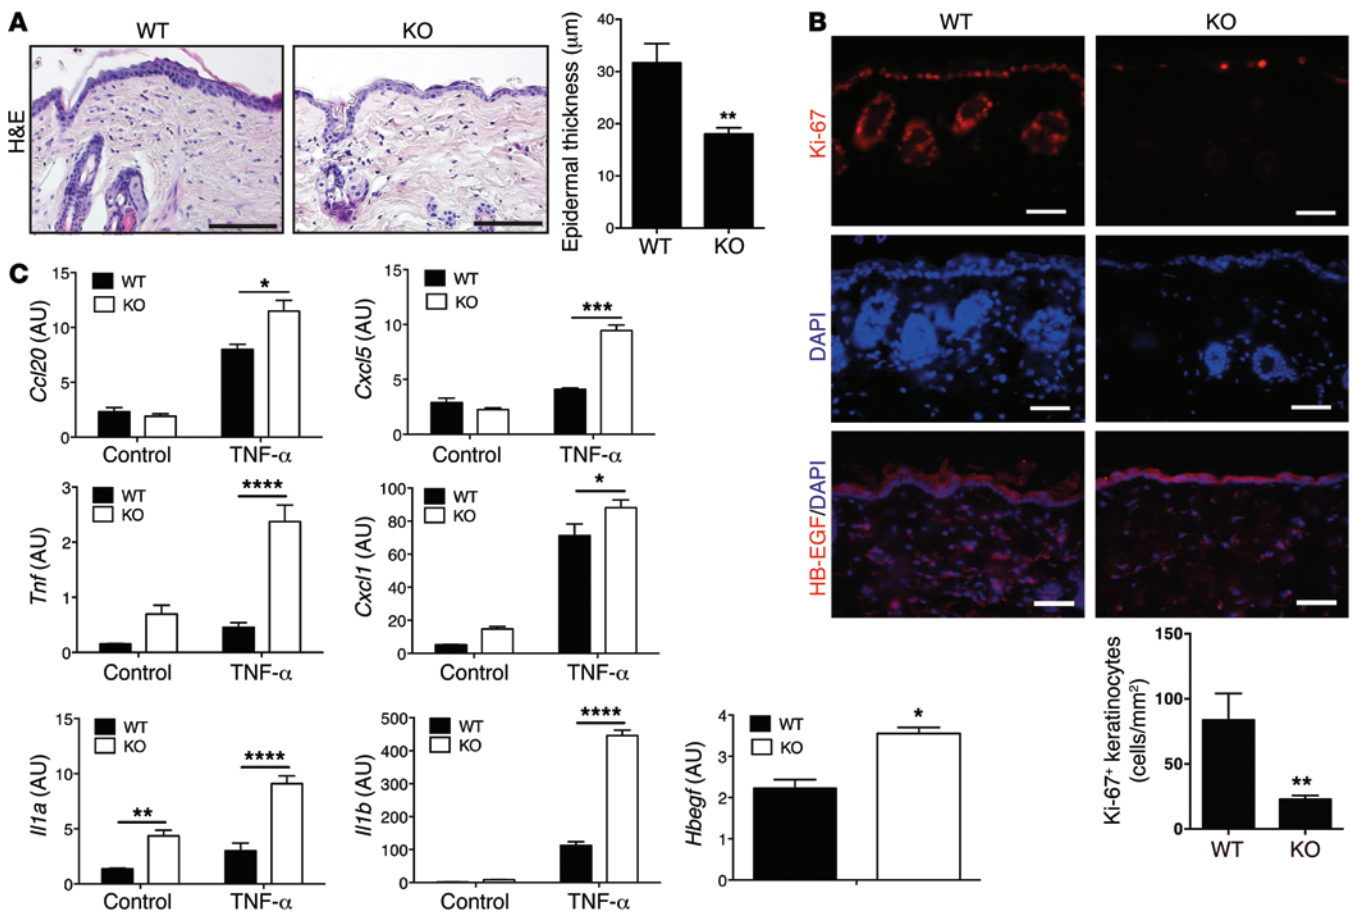 A
WT
KO
H&E
Epidermal thickness (μm)
40
30
20
10
0
**
WT
KO
B
WT
KO
Ki-67
DAPI
HB-EGF/DAPI
Ki-67+ keratinocytes
(cells/mm²)
150
100
50
0
**
WT
KO
C
Ccl20 (AU)
15
10
5
0
WT
KO
*
Control
TNF-α
Cxcl5 (AU)
15
10
5
0
WT
KO
***
Control
TNF-α
Tnf (AU)
3
2
1
0
WT
KO
****
Control
TNF-α
Cxcl1 (AU)
100
80
60
40
20
0
WT
KO
*
Control
TNF-α
Il1a (AU)
15
10
5
0
WT
KO
**
****
Control
TNF-α
Il1b (AU)
500
400
300
200
100
0
WT
KO
****
Control
TNF-α
Hbegf (AU)
4
3
2
1
0
WT
KO
*